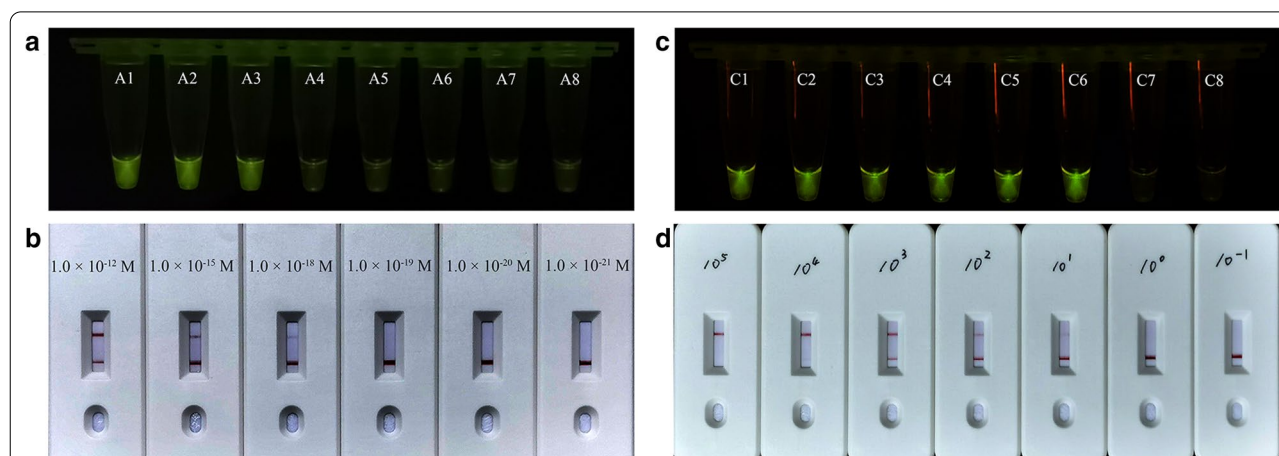 a
A1 A2 A3 A4 A5 A6 A7 A8
b
1.0 × 10⁻¹² M 1.0 × 10⁻¹⁵ M 1.0 × 10⁻¹⁸ M 1.0 × 10⁻¹⁹ M 1.0 × 10⁻²⁰ M 1.0 × 10⁻²¹ M
c
C1 C2 C3 C4 C5 C6 C7 C8
d
10⁵ 10⁴ 10³ 10² 10¹ 10⁰ 10⁻¹